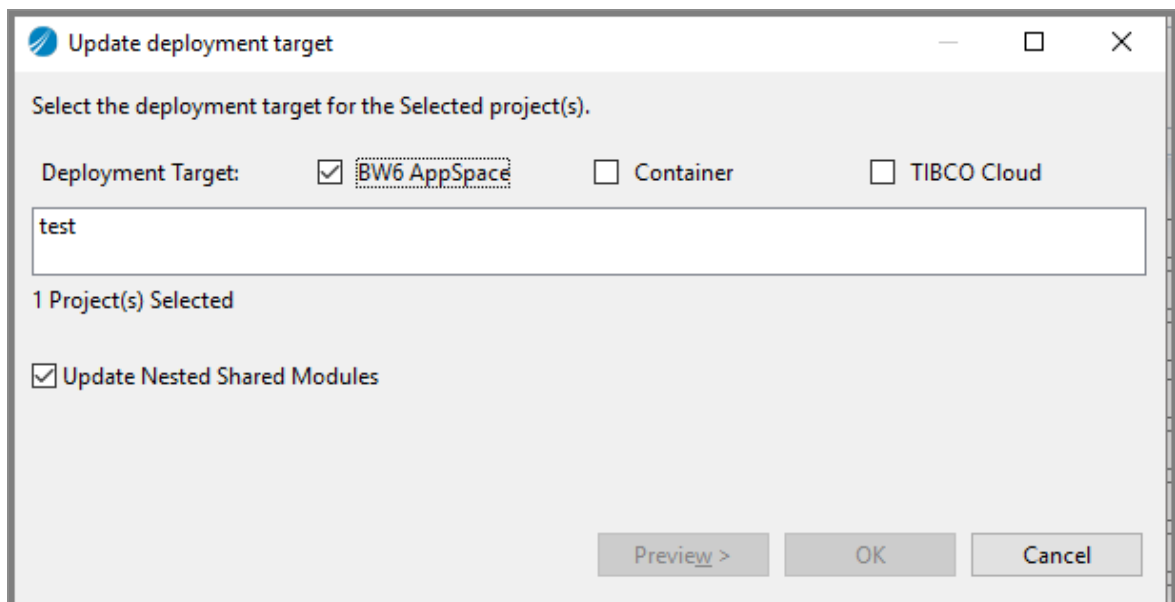 Update deployment target
Select the deployment target for the Selected project(s).
Deployment Target: BW6 AppSpace Container TIBCO Cloud
test
1 Project(s) Selected
Update Nested Shared Modules
Preview > OK Cancel